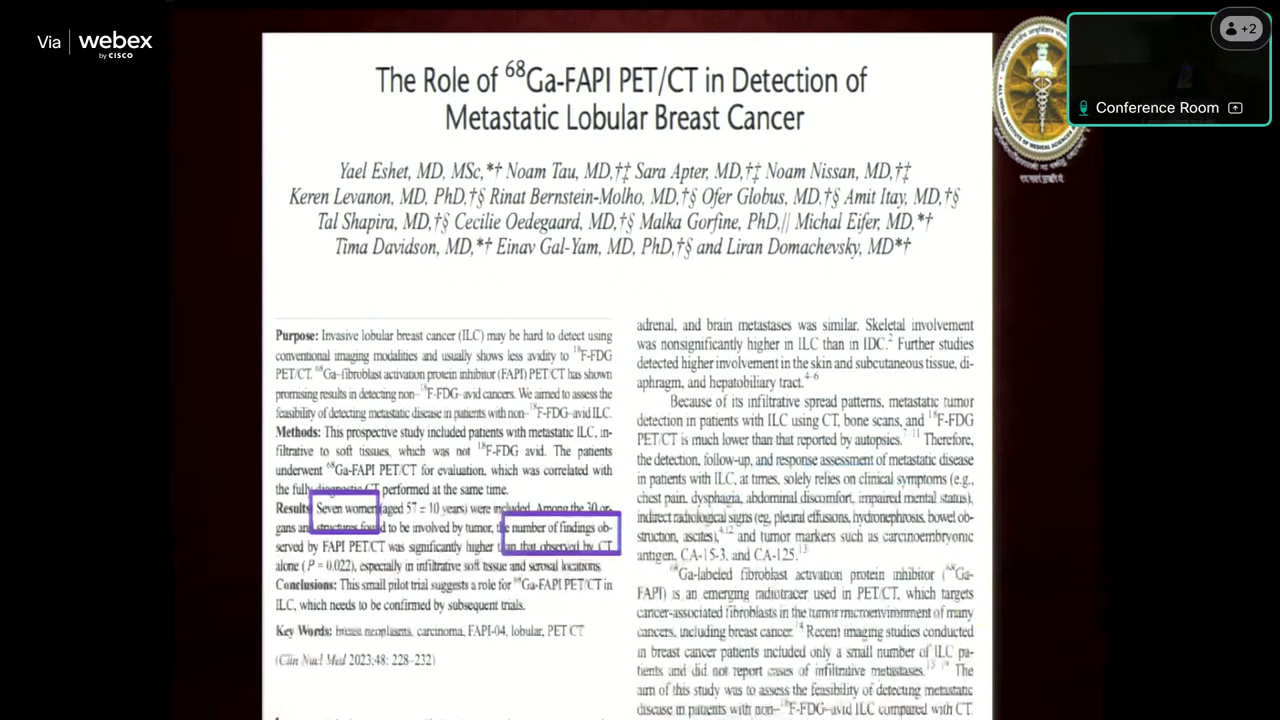 Via webex
by CISCO
+2
Conference Room
The Role of ⁶⁸Ga-FAPI PET/CT in Detection of
Metastatic Lobular Breast Cancer
Yael Eshet, MD, MSc,*† Noam Tau, MD,†‡ Sara Apter, MD,†‡ Noam Nissan, MD,†‡
Keren Levanon, MD, PhD,†§ Rinat Bernstein-Molho, MD,†§ Ofer Globus, MD,†§ Amit Itay, MD,†§
Tal Shapira, MD,†§ Cecilie Oedegaard, MD,†§ Malka Gorfine, PhD,|| Michal Eifer, MD,*†
Tima Davidson, MD,*† Einav Gal-Yam, MD, PhD,†§ and Liran Domachevsky, MD*†
Purpose: Invasive lobular breast cancer (ILC) may be hard to detect using
conventional imaging modalities and usually shows less avidity to ¹⁸F-FDG
PET/CT. ⁶⁸Ga–fibroblast activation protein inhibitor (FAPI) PET/CT has shown
promising results in detecting non–¹⁸F-FDG–avid cancers. We aimed to assess the
feasibility of detecting metastatic disease in patients with non–¹⁸F-FDG–avid ILC.
Methods: This prospective study included patients with metastatic ILC, in-
filtrative to soft tissues, which was not ¹⁸F-FDG avid. The patients
underwent ⁶⁸Ga-FAPI PET/CT for evaluation, which was correlated with
the fully diagnostic CT performed at the same time.
Results: Seven women (aged 57 ± 10 years) were included. Among the 30 or-
gans and structures found to be involved by tumor, the number of findings ob-
served by FAPI PET/CT was significantly higher than that observed by CT
alone (P = 0.022), especially in infiltrative soft tissue and serosal locations.
Conclusions: This small pilot trial suggests a role for ⁶⁸Ga-FAPI PET/CT in
ILC, which needs to be confirmed by subsequent trials.
Key Words: breast neoplasms, carcinoma, FAPI-04, lobular, PET CT
(Clin Nucl Med 2023;48: 228–232)
adrenal, and brain metastases was similar. Skeletal involvement
was nonsignificantly higher in ILC than in IDC.² Further studies
detected higher involvement in the skin and subcutaneous tissue, di-
aphragm, and hepatobiliary tract.⁴⁻⁶
Because of its infiltrative spread patterns, metastatic tumor
detection in patients with ILC using CT, bone scans, and ¹⁸F-FDG
PET/CT is much lower than that reported by autopsies.⁷⁻¹¹ Therefore,
the detection, follow-up, and response assessment of metastatic disease
in patients with ILC, at times, solely relies on clinical symptoms (e.g.,
chest pain, dysphagia, abdominal discomfort, impaired mental status),
indirect radiological signs (eg, pleural effusions, hydronephrosis, bowel ob-
struction, ascites),⁴,¹² and tumor markers such as carcinoembryonic
antigen, CA-15-3, and CA-125.¹³
⁶⁸Ga-labeled fibroblast activation protein inhibitor (⁶⁸Ga-
FAPI) is an emerging radiotracer used in PET/CT, which targets
cancer-associated fibroblasts in the tumor microenvironment of many
cancers, including breast cancer.¹⁴ Recent imaging studies conducted
in breast cancer patients included only a small number of ILC pa-
tients and did not report cases of infiltrative metastases.¹⁵⁻¹⁹ The
aim of this study was to assess the feasibility of detecting metastatic
disease in patients with non–¹⁸F-FDG–avid ILC compared with CT.